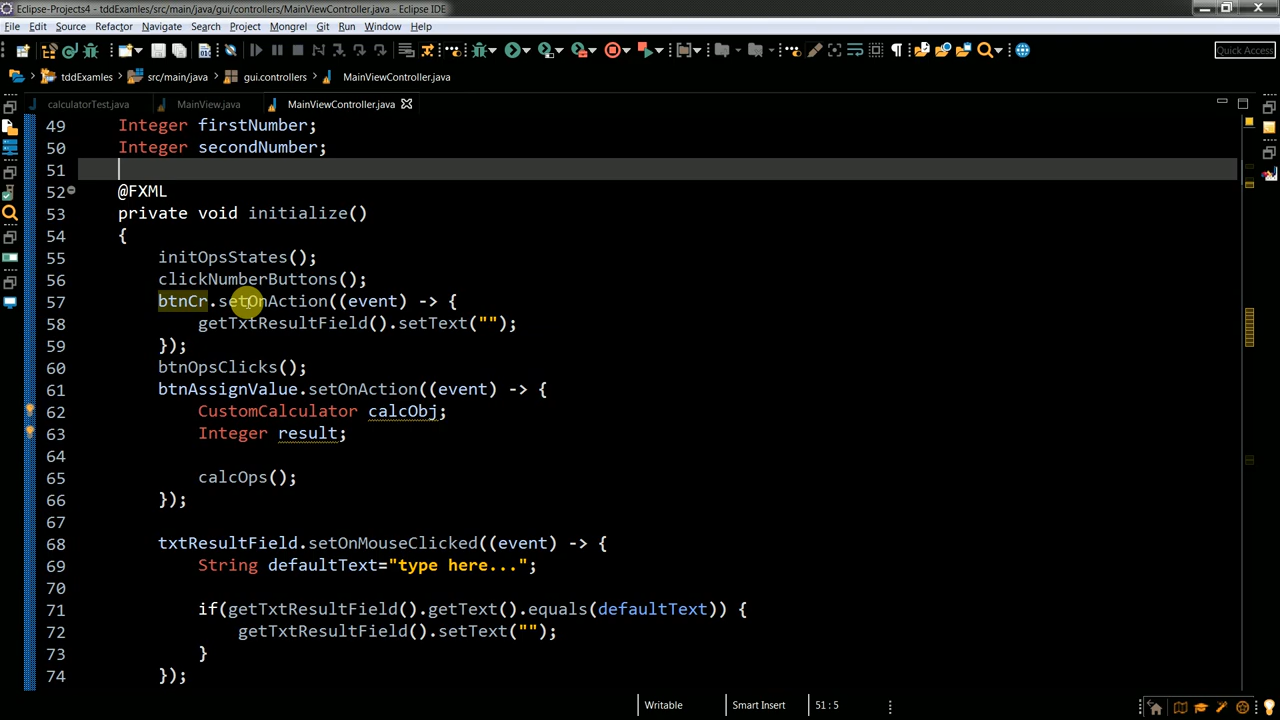 Eclipse-Projects4 - tddExamles/src/main/java/gui/controllers/MainViewController.java - Eclipse IDE
File Edit Source Refactor Navigate Search Project Mongrel Git Run Window Help
Quick Access
tddExamles src/main/java gui.controllers MainViewController.java
calculatorTest.java MainView.java MainViewController.java
49 Integer firstNumber;
50 Integer secondNumber;
51
52 @FXML
53 private void initialize()
54 {
55 initOpsStates();
56 clickNumberButtons();
57 btnCr.setOnAction((event) -> {
58 getTxtResultField().setText("");
59 });
60 btnOpsClicks();
61 btnAssignValue.setOnAction((event) -> {
62 CustomCalculator calcObj;
63 Integer result;
64
65 calcOps();
66 });
67
68 txtResultField.setOnMouseClicked((event) -> {
69 String defaultText="type here...";
70
71 if(getTxtResultField().getText().equals(defaultText)) {
72 getTxtResultField().setText("");
73 }
74 });
Writable Smart Insert 51 : 5